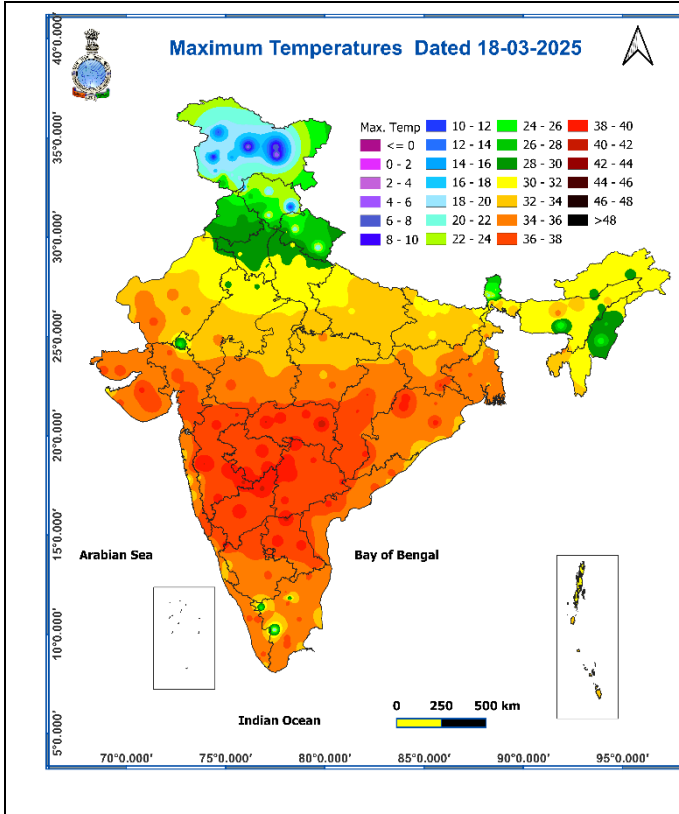 Maximum Temperatures Dated 18-03-2025
Max. Temp
<= 0
0 - 2
2 - 4
4 - 6
6 - 8
8 - 10
10 - 12
12 - 14
14 - 16
16 - 18
18 - 20
20 - 22
22 - 24
24 - 26
26 - 28
28 - 30
30 - 32
32 - 34
34 - 36
36 - 38
38 - 40
40 - 42
42 - 44
44 - 46
46 - 48
>48
40°0.000'
35°0.000'
30°0.000'
25°0.000'
20°0.000'
15°0.000'
10°0.000'
5°0.000'
Arabian Sea
Bay of Bengal
Indian Ocean
0 250 500 km
70°0.000' 75°0.000' 80°0.000' 85°0.000' 90°0.000' 95°0.000'